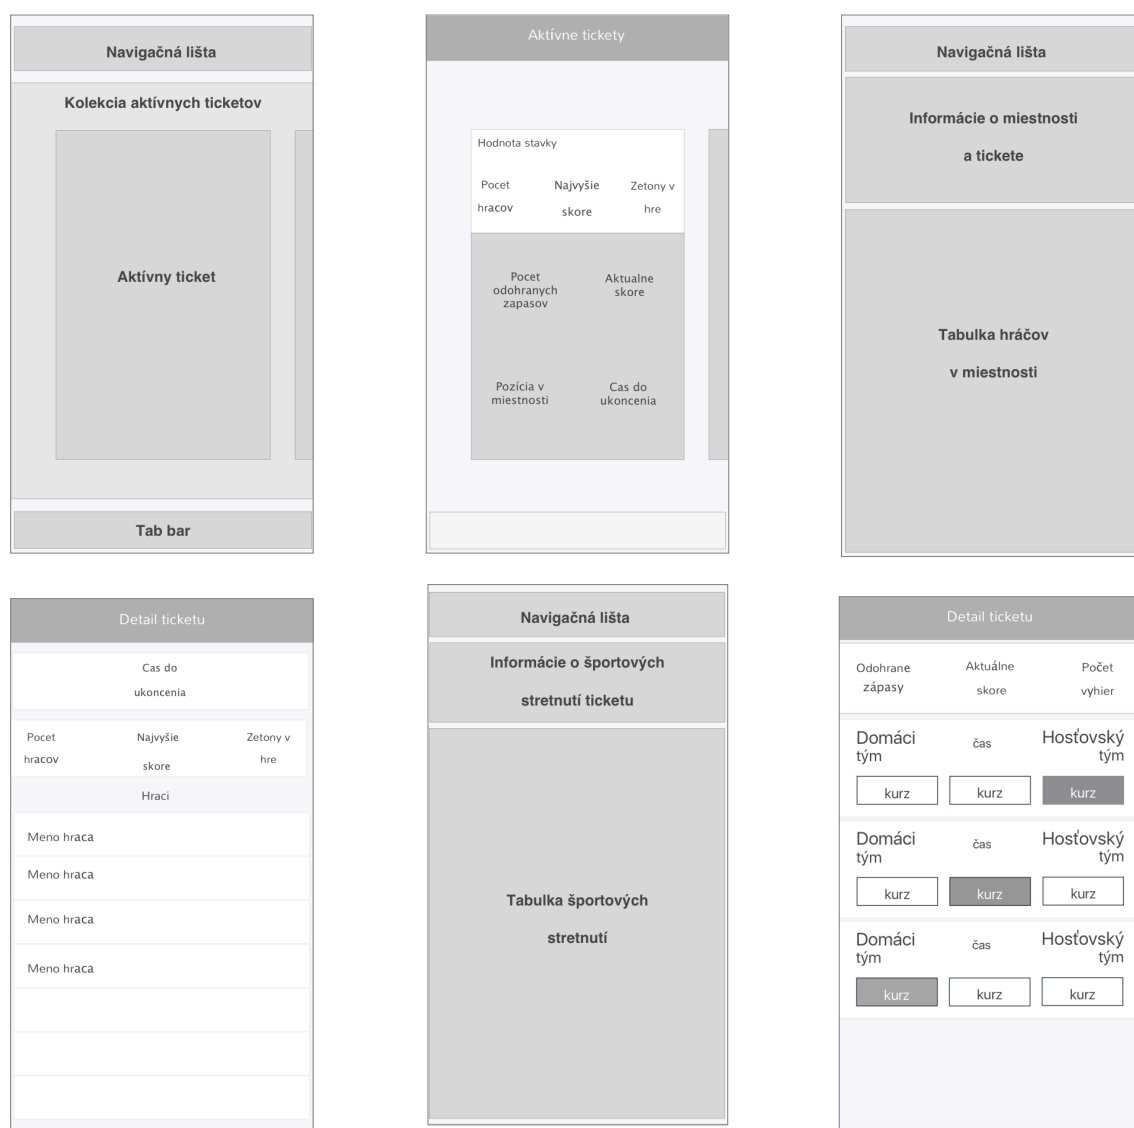 Navigačná lišta
Kolekcia aktívnych ticketov
Aktívny ticket
Tab bar
Aktívne tickety
Hodnota stavky
Pocet Najvyšie Zetony v
hracov skore hre
Pocet Aktualne
odohranych skore
zapasov
Pozícia v Cas do
miestnosti ukoncenia
Navigačná lišta
Informácie o miestnosti
a tickete
Tabulka hráčov
v miestnosti
Detail ticketu
Cas do
ukoncenia
Pocet Najvyšie Zetony v
hracov skore hre
Hraci
Meno hraca
Meno hraca
Meno hraca
Meno hraca
Navigačná lišta
Informácie o športových
stretnutí ticketu
Tabulka športových
stretnutí
Detail ticketu
Odohrane Aktuálne Počet
zápasy skore vyhier
Domáci čas Hosťovský
tým tým
kurz kurz kurz
Domáci čas Hosťovský
tým tým
kurz kurz kurz
Domáci čas Hosťovský
tým tým
kurz kurz kurz